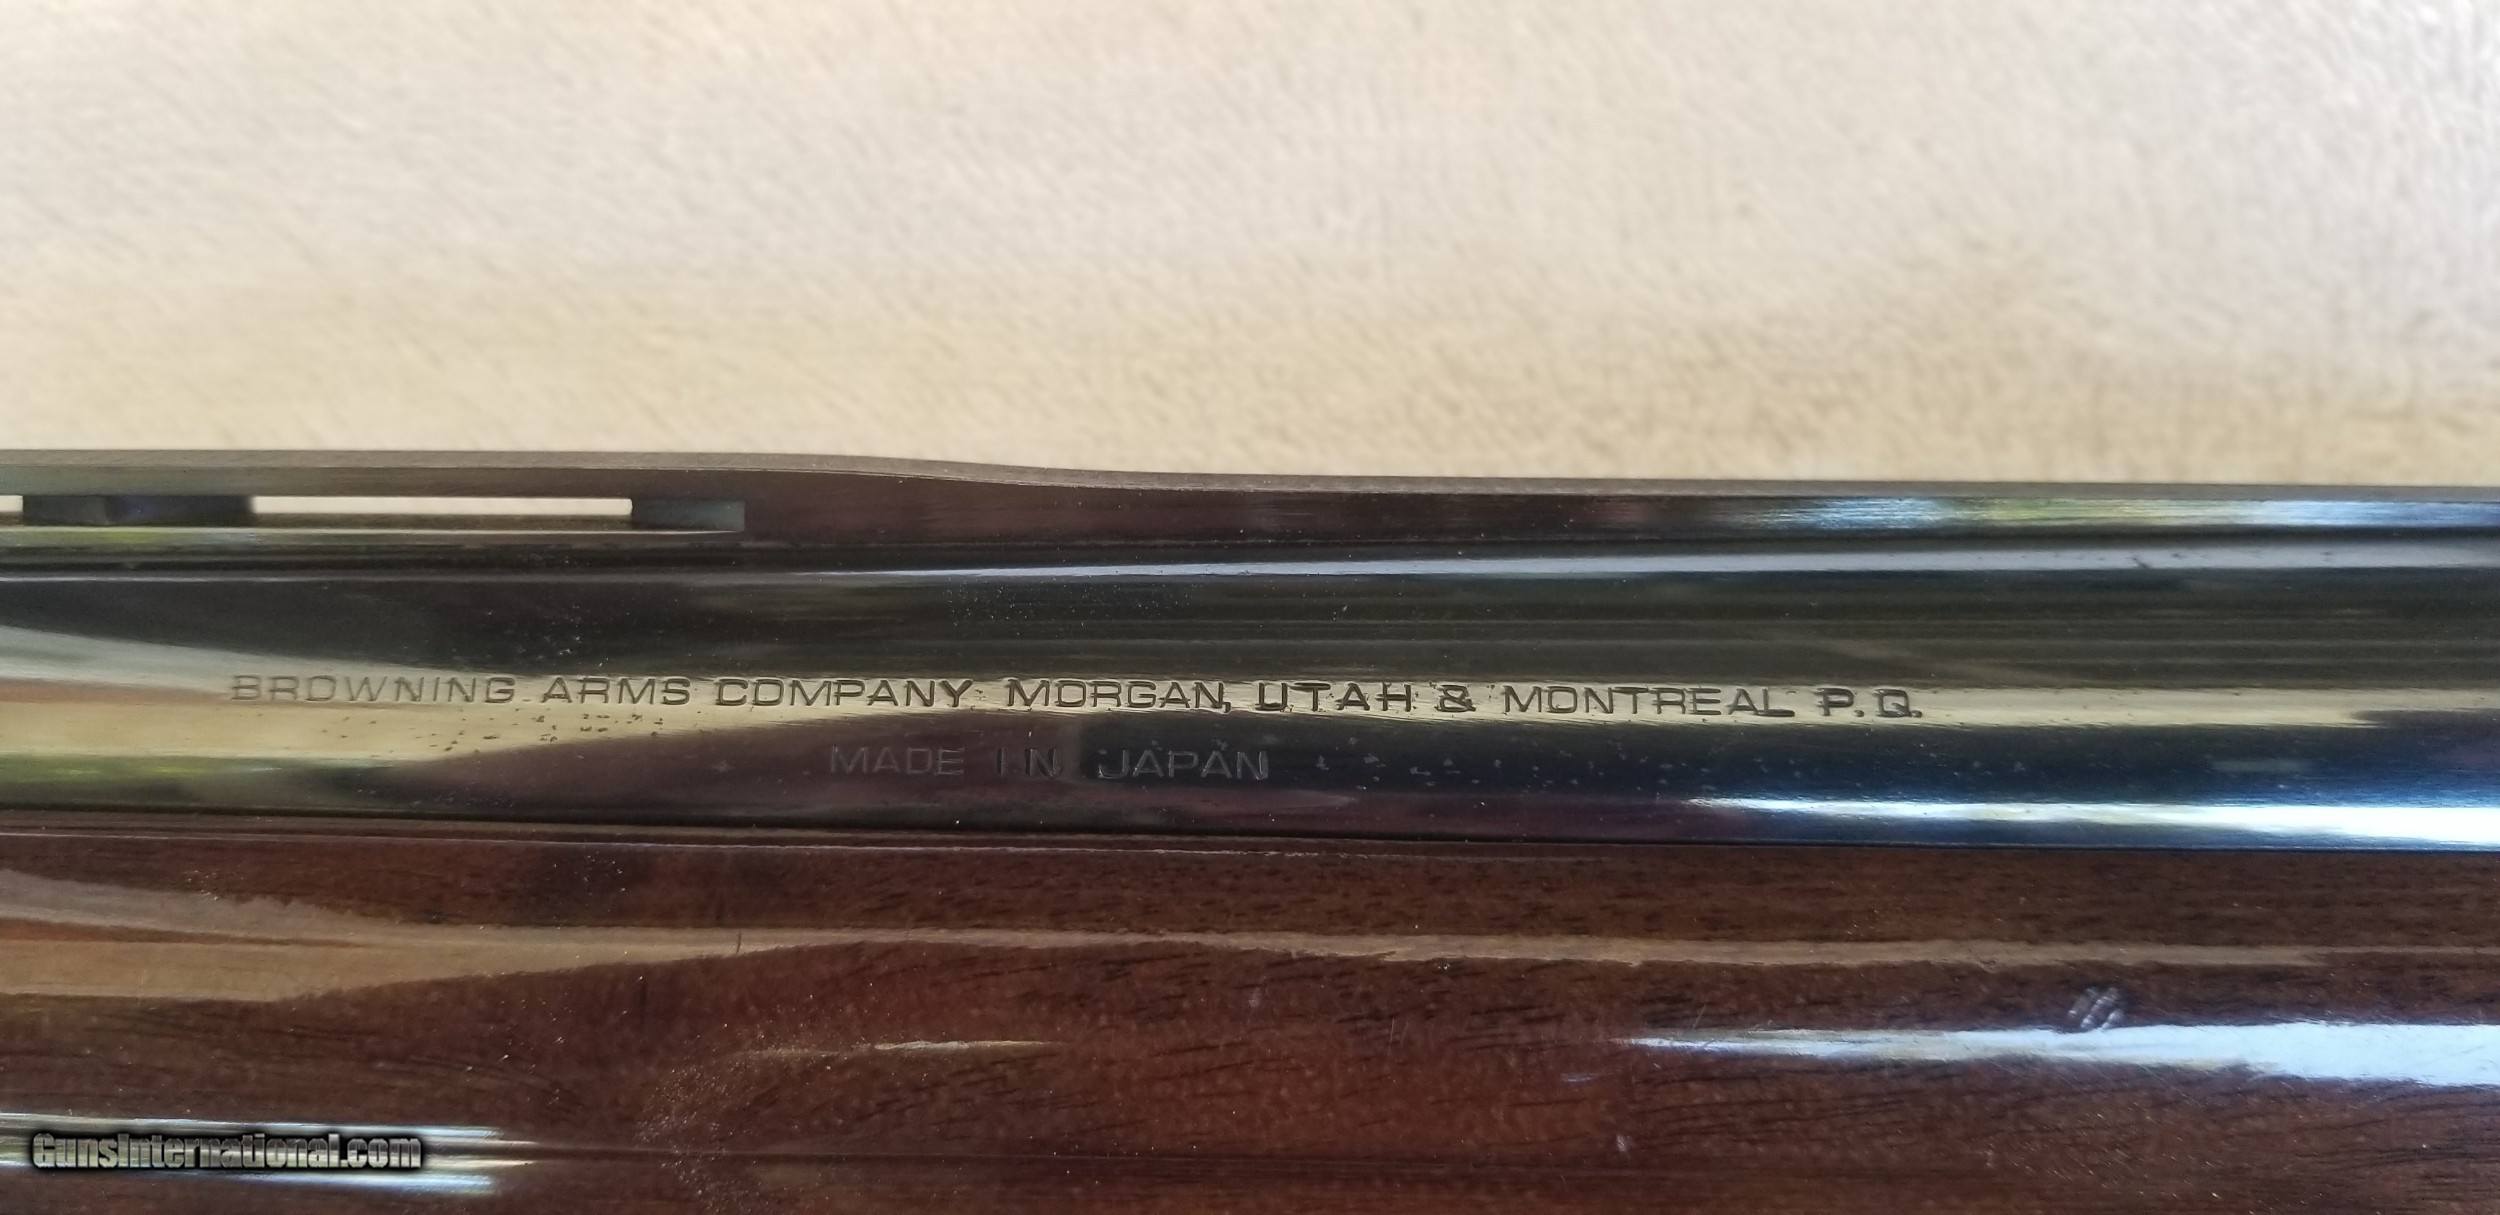 BROWNING ARMS COMPANY MORGAN, UTAH & MONTREAL P.Q.
MADE IN JAPAN
GunsInternational.com